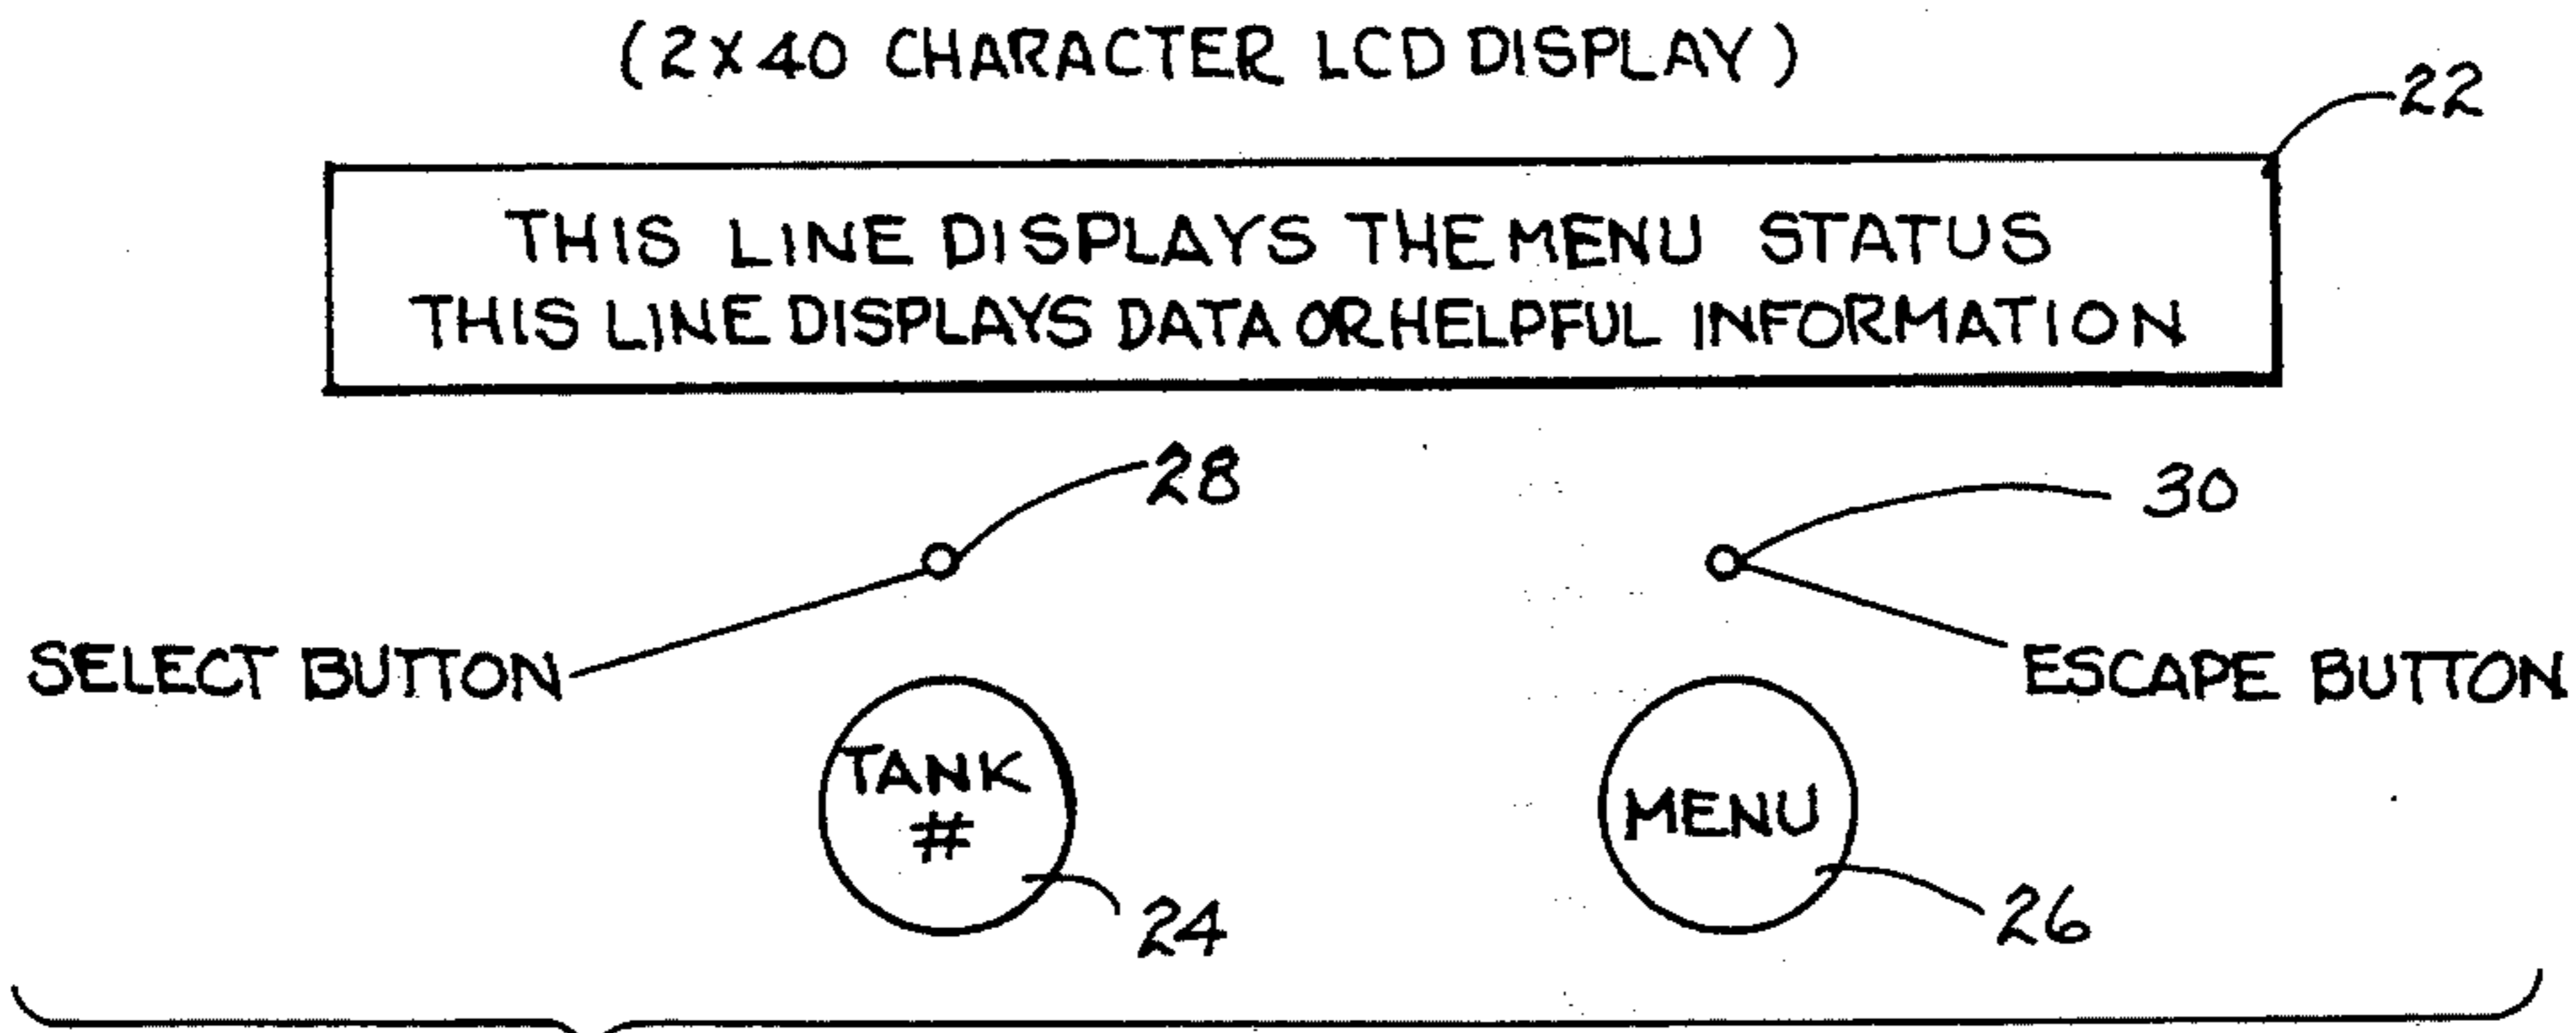 (2X40 CHARACTER LCD DISPLAY)
22
THIS LINE DISPLAYS THE MENU STATUS
THIS LINE DISPLAYS DATA OR HELPFUL INFORMATION
28
30
SELECT BUTTON
ESCAPE BUTTON
TANK
#
MENU
24
26